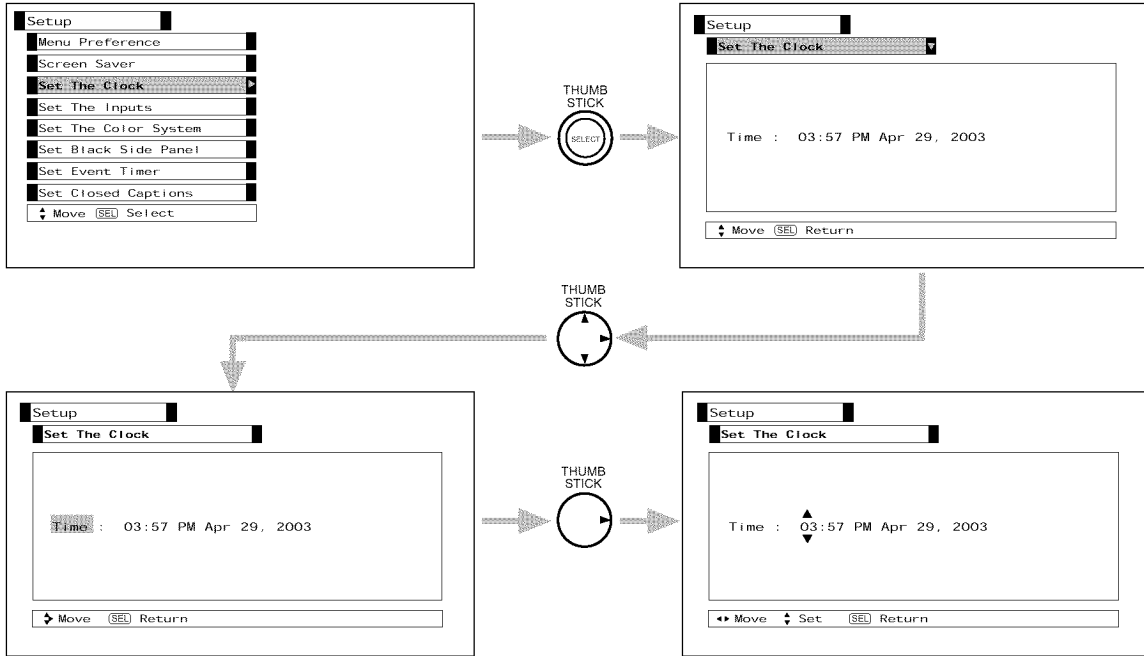 Setup
Menu Preference
Screen Saver
Set The Clock
Set The Inputs
Set The Color System
Set Black Side Panel
Set Event Timer
Set Closed Captions
Move SEL Select
THUMB
STICK
SELECT
Setup
Set The Clock
Time : 03:57 PM Apr 29, 2003
Move SEL Return
THUMB
STICK
Setup
Set The Clock
Time : 03:57 PM Apr 29, 2003
Move SEL Return
THUMB
STICK
Setup
Set The Clock
Time : 03:57 PM Apr 29, 2003
Move Set SEL Return